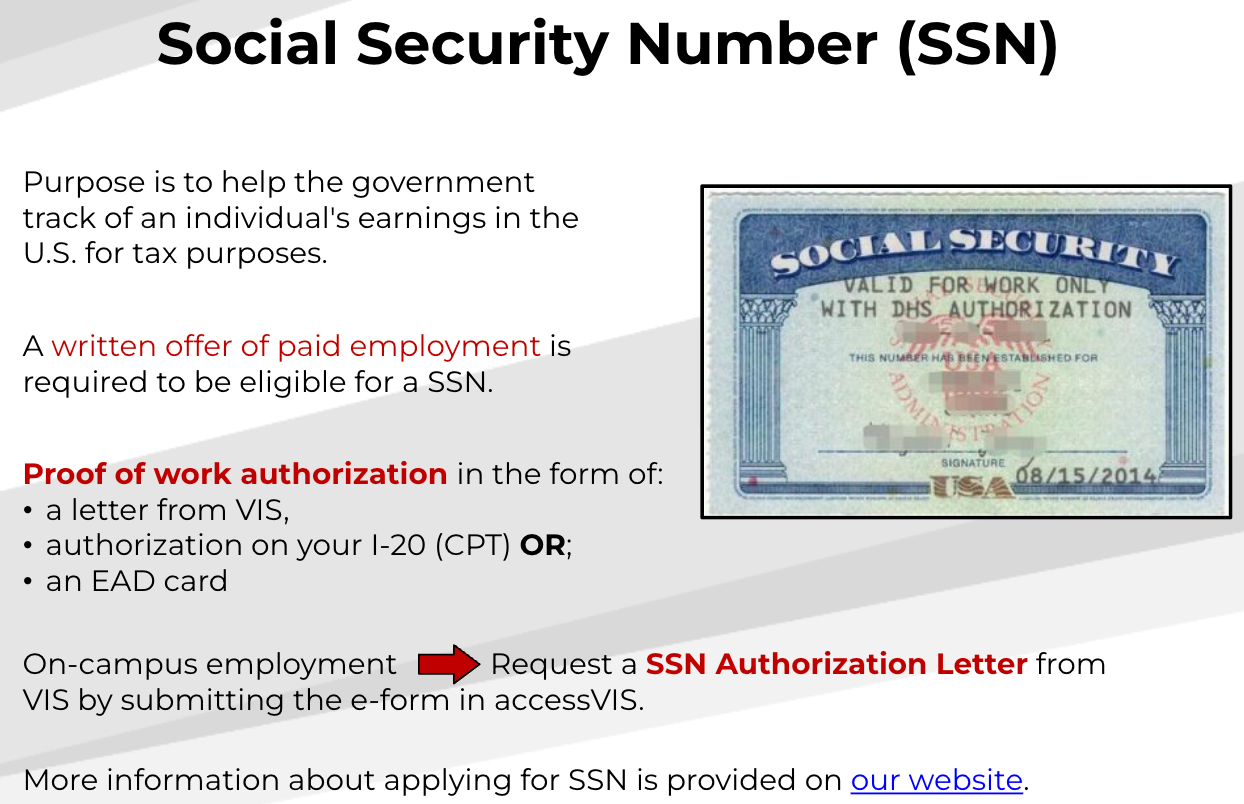 Social Security Number (SSN)
Purpose is to help the government
track of an individual's earnings in the
U.S. for tax purposes.
A written offer of paid employment is
required to be eligible for a SSN.
Proof of work authorization in the form of:
• a letter from VIS,
• authorization on your I-20 (CPT) OR;
• an EAD card
On-campus employment Request a SSN Authorization Letter from
VIS by submitting the e-form in accessVIS.
More information about applying for SSN is provided on our website.
SOCIAL SECURITY
VALID FOR WORK ONLY
WITH DHS AUTHORIZATION
THIS NUMBER HAS BEEN ESTABLISHED FOR
USA
ADMINISTRATION
SIGNATURE
USA 08/15/2014